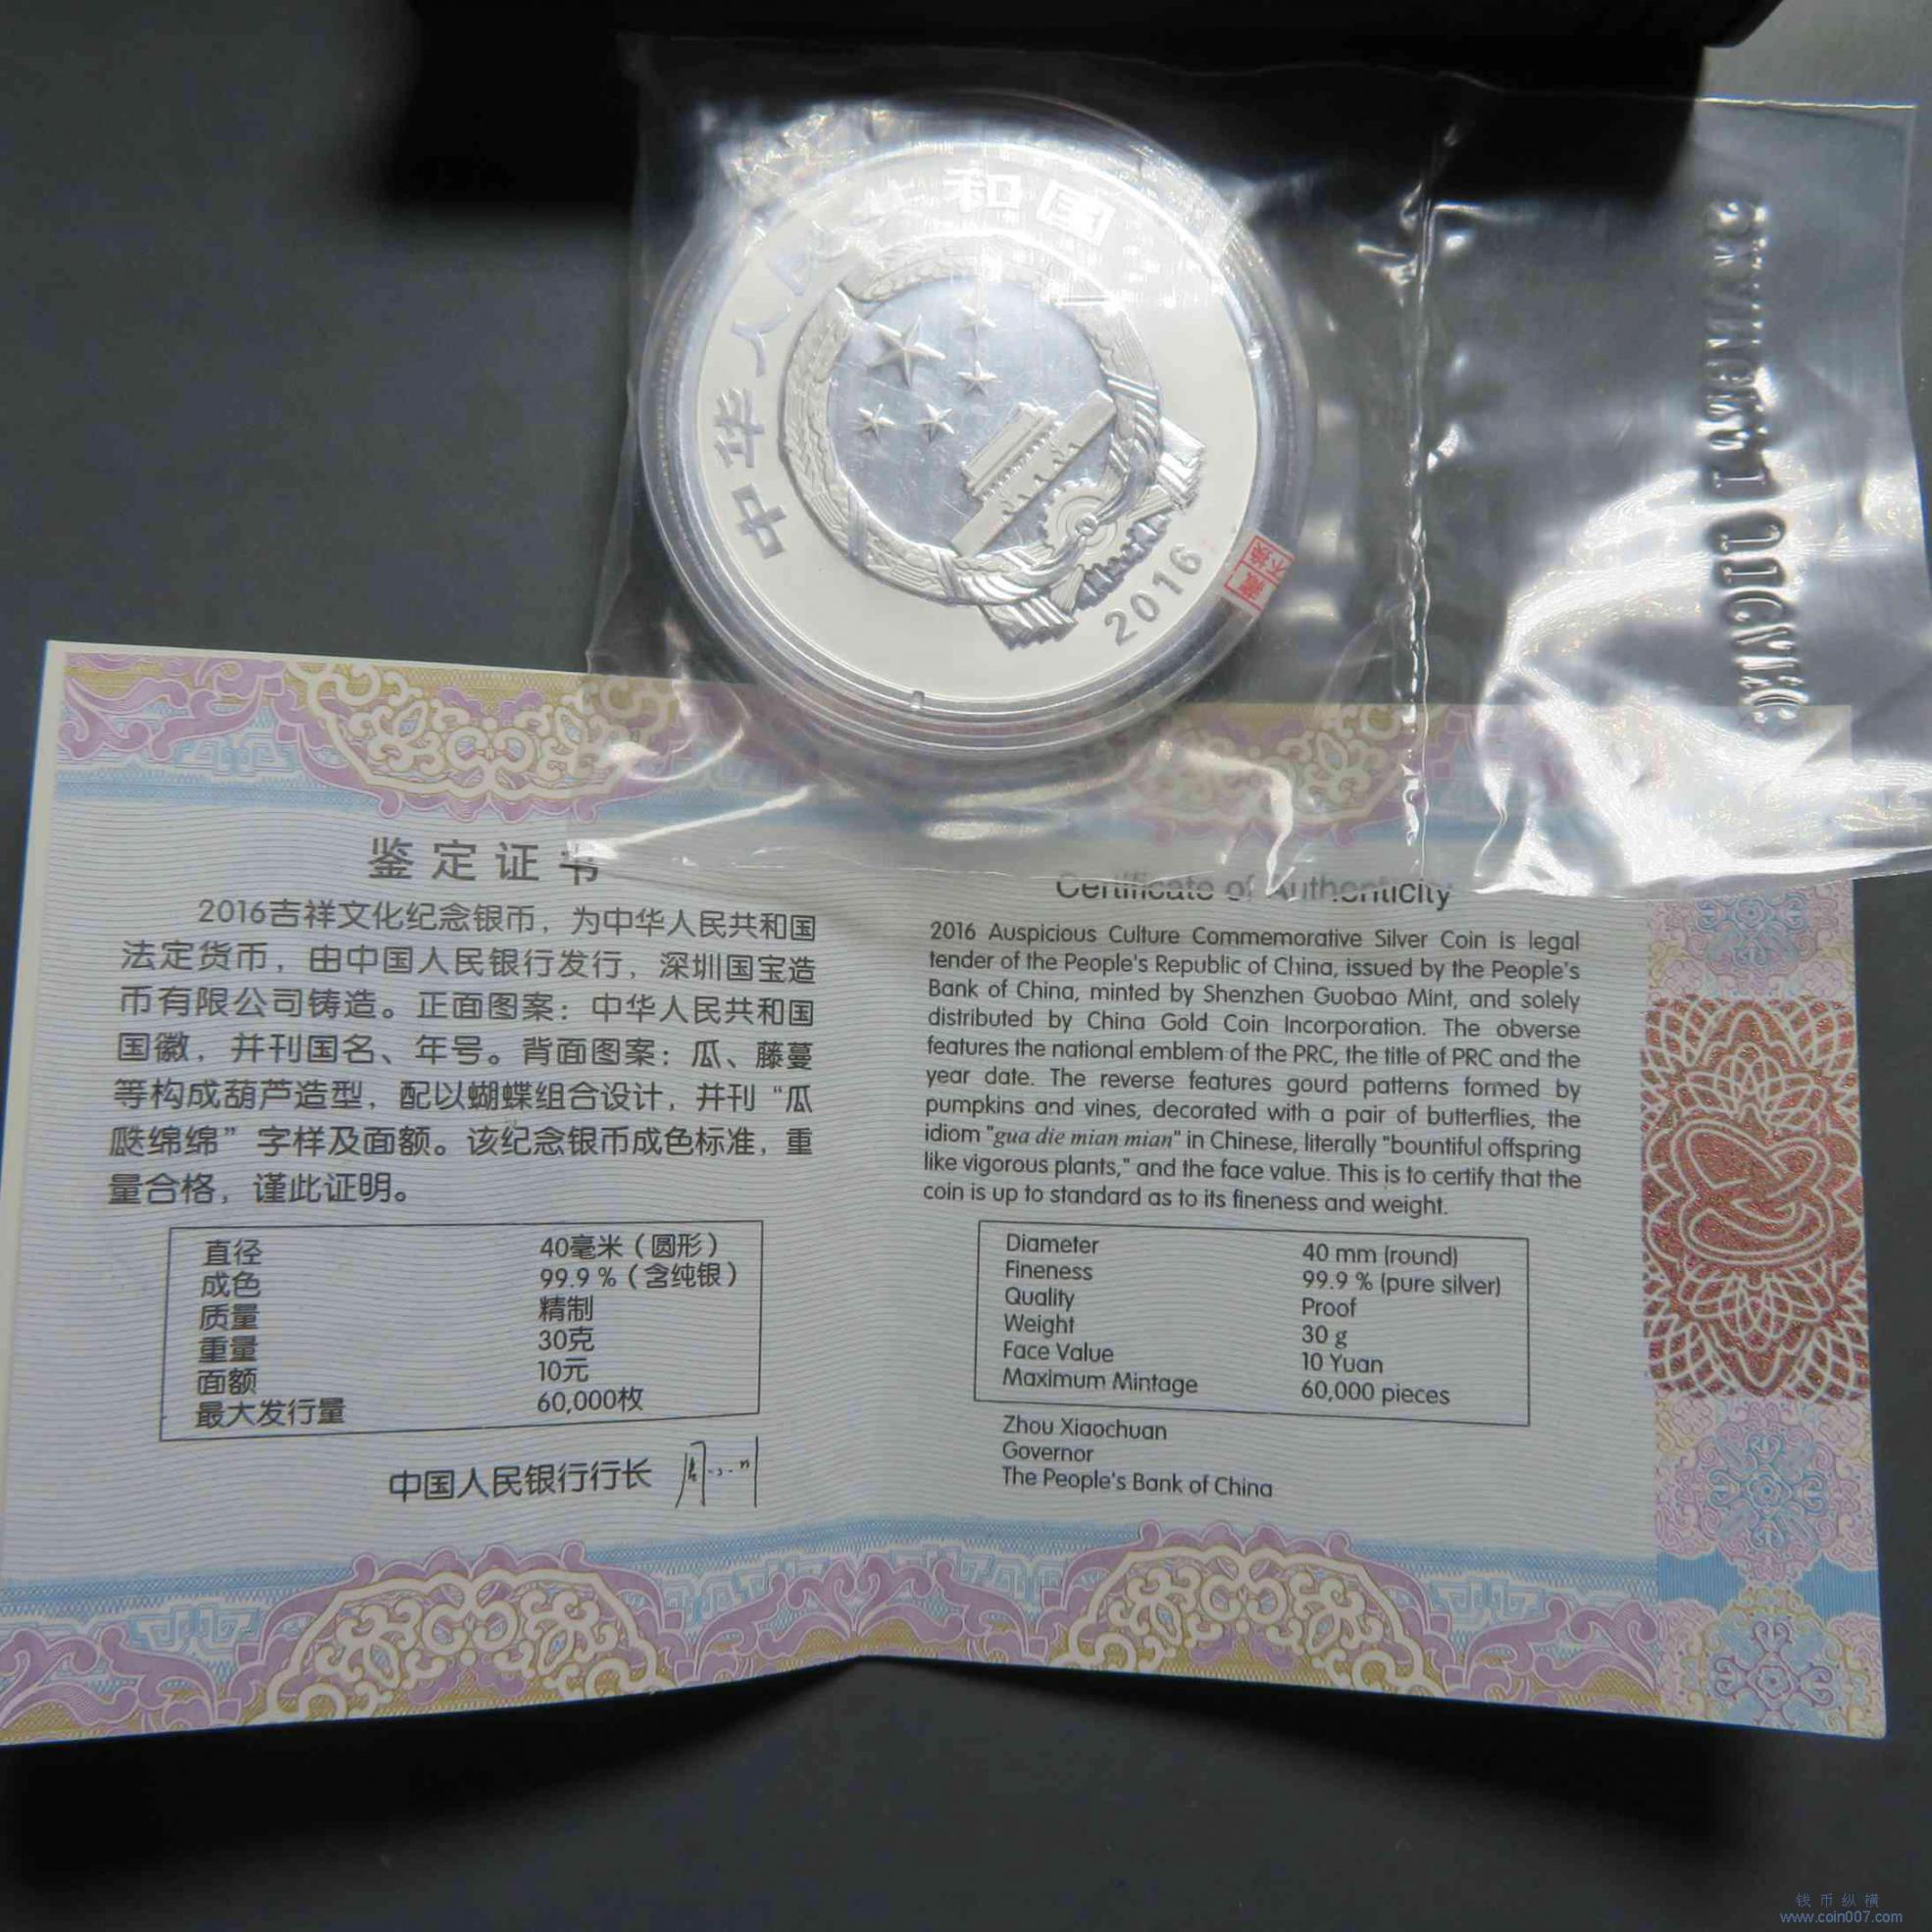 中华人民共和国
2016
鉴定证书
2016吉祥文化纪念银币，为中华人民共和国
法定货币，由中国人民银行发行，深圳国宝造
币有限公司铸造。正面图案：中华人民共和国
国徽，并刊国名、年号。背面图案：瓜、藤蔓
等构成葫芦造型，配以蝴蝶组合设计，并刊“瓜
瓞绵绵”字样及面额。该纪念银币成色标准，重
量合格，谨此证明。
直径 40毫米（圆形）
成色 99.9 %（含纯银）
质量 精制
重量 30克
面额 10元
最大发行量 60,000枚
中国人民银行行长
Certificate of Authenticity
2016 Auspicious Culture Commemorative Silver Coin is legal
tender of the People's Republic of China, issued by the People's
Bank of China, minted by Shenzhen Guobao Mint, and solely
distributed by China Gold Coin Incorporation. The obverse
features the national emblem of the PRC, the title of PRC and the
year date. The reverse features gourd patterns formed by
pumpkins and vines, decorated with a pair of butterflies, the
idiom "gua die mian mian" in Chinese, literally "bountiful offspring
like vigorous plants," and the face value. This is to certify that the
coin is up to standard as to its fineness and weight.
Diameter 40 mm (round)
Fineness 99.9 % (pure silver)
Quality Proof
Weight 30 g
Face Value 10 Yuan
Maximum Mintage 60,000 pieces
Zhou Xiaochuan
Governor
The People's Bank of China
钱币纵横
www.coin007.com